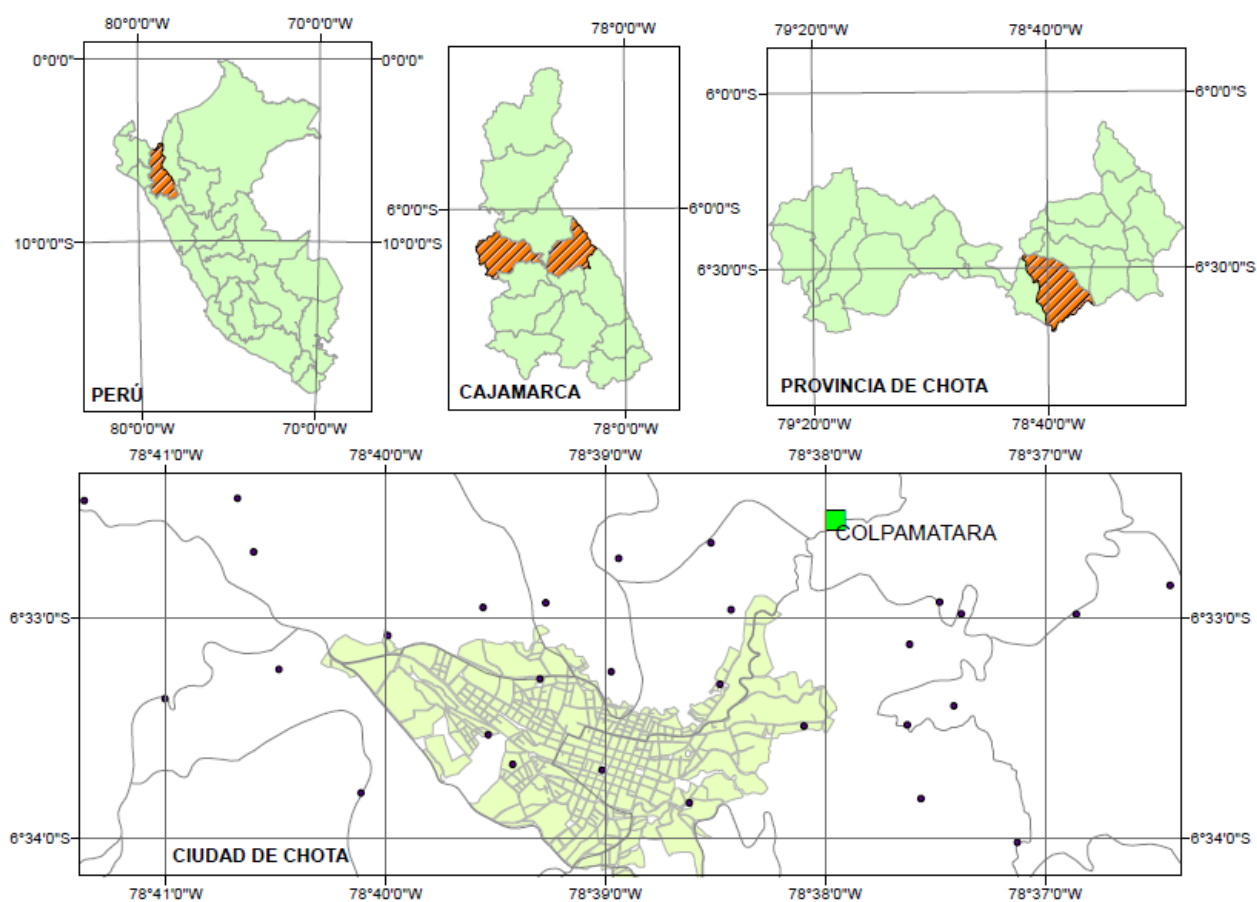 80°0'0"W 70°0'0"W
78°0'0"W
79°20'0"W 78°40'0"W
0°0'0" 0°0'0"
10°0'0"S 10°0'0"S
PERÚ
80°0'0"W 70°0'0"W
6°0'0"S 6°0'0"S
CAJAMARCA
78°0'0"W
6°0'0"S 6°0'0"S
6°30'0"S 6°30'0"S
PROVINCIA DE CHOTA
79°20'0"W 78°40'0"W
78°41'0"W 78°40'0"W 78°39'0"W 78°38'0"W 78°37'0"W
COLPAMATARA
6°33'0"S 6°33'0"S
6°34'0"S 6°34'0"S
CIUDAD DE CHOTA
78°41'0"W 78°40'0"W 78°39'0"W 78°38'0"W 78°37'0"W